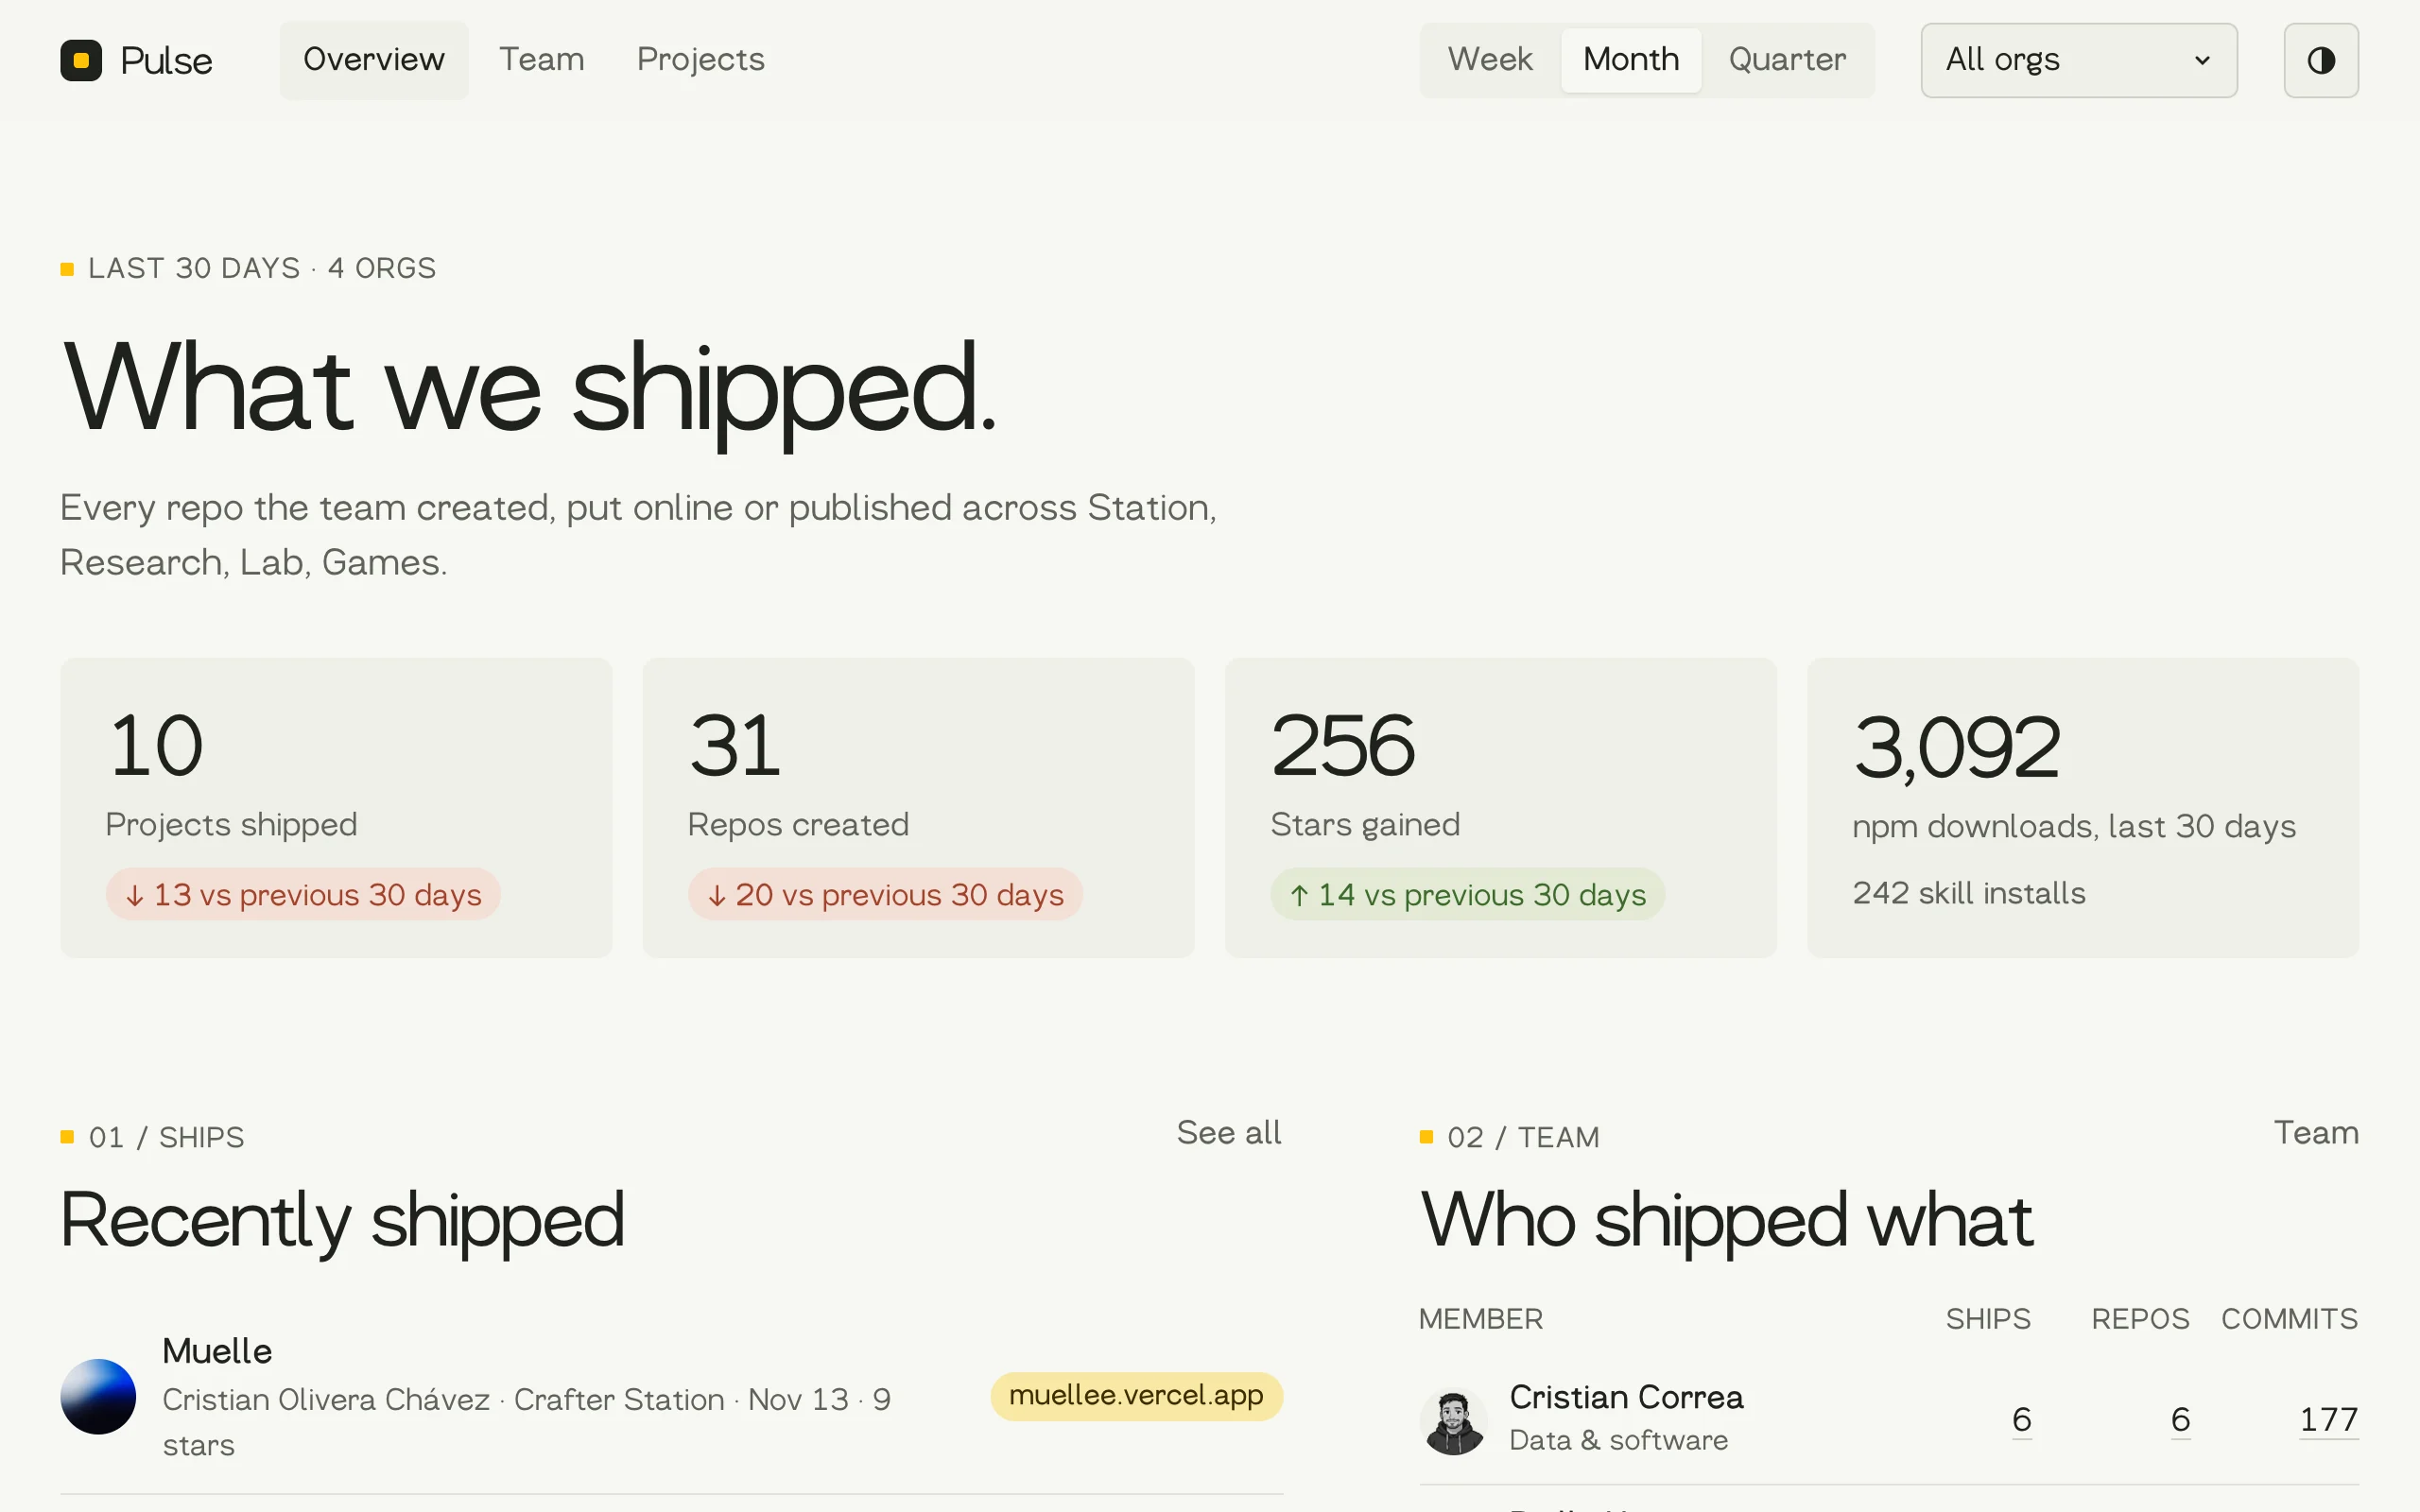 Pulse
Overview
Team
Projects
Week
Month
Quarter
All orgs
LAST 30 DAYS · 4 ORGS
What we shipped.
Every repo the team created, put online or published across Station,
Research, Lab, Games.
10
Projects shipped
↓ 13 vs previous 30 days
31
Repos created
↓ 20 vs previous 30 days
256
Stars gained
↑ 14 vs previous 30 days
3,092
npm downloads, last 30 days
242 skill installs
01 / SHIPS
See all
Recently shipped
Muelle
Cristian Olivera Chávez · Crafter Station · Nov 13 · 9
stars
muellee.vercel.app
02 / TEAM
Team
Who shipped what
MEMBER SHIPS REPOS COMMITS
Cristian Correa
Data & software
6 6 177